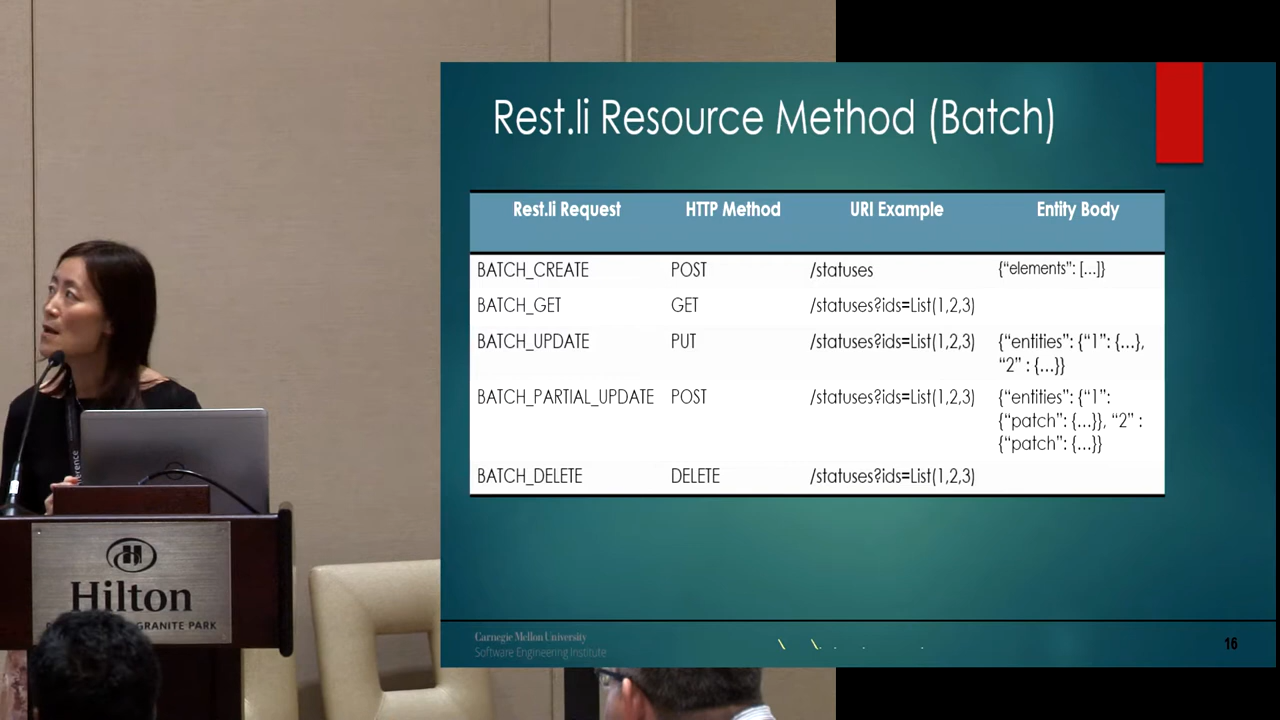 Rest.li Resource Method (Batch)
Rest.li Request HTTP Method URI Example Entity Body
BATCH_CREATE POST /statuses {“elements”: […]}
BATCH_GET GET /statuses?ids=List(1,2,3)
BATCH_UPDATE PUT /statuses?ids=List(1,2,3) {“entities”: {“1”: {…},
“2” : {…}}
BATCH_PARTIAL_UPDATE POST /statuses?ids=List(1,2,3) {“entities”: {“1”:
{“patch”: {…}}, “2” :
{“patch”: {…}}
BATCH_DELETE DELETE /statuses?ids=List(1,2,3)
Carnegie Mellon University
Software Engineering Institute
16
Hilton
GRANITE PARK